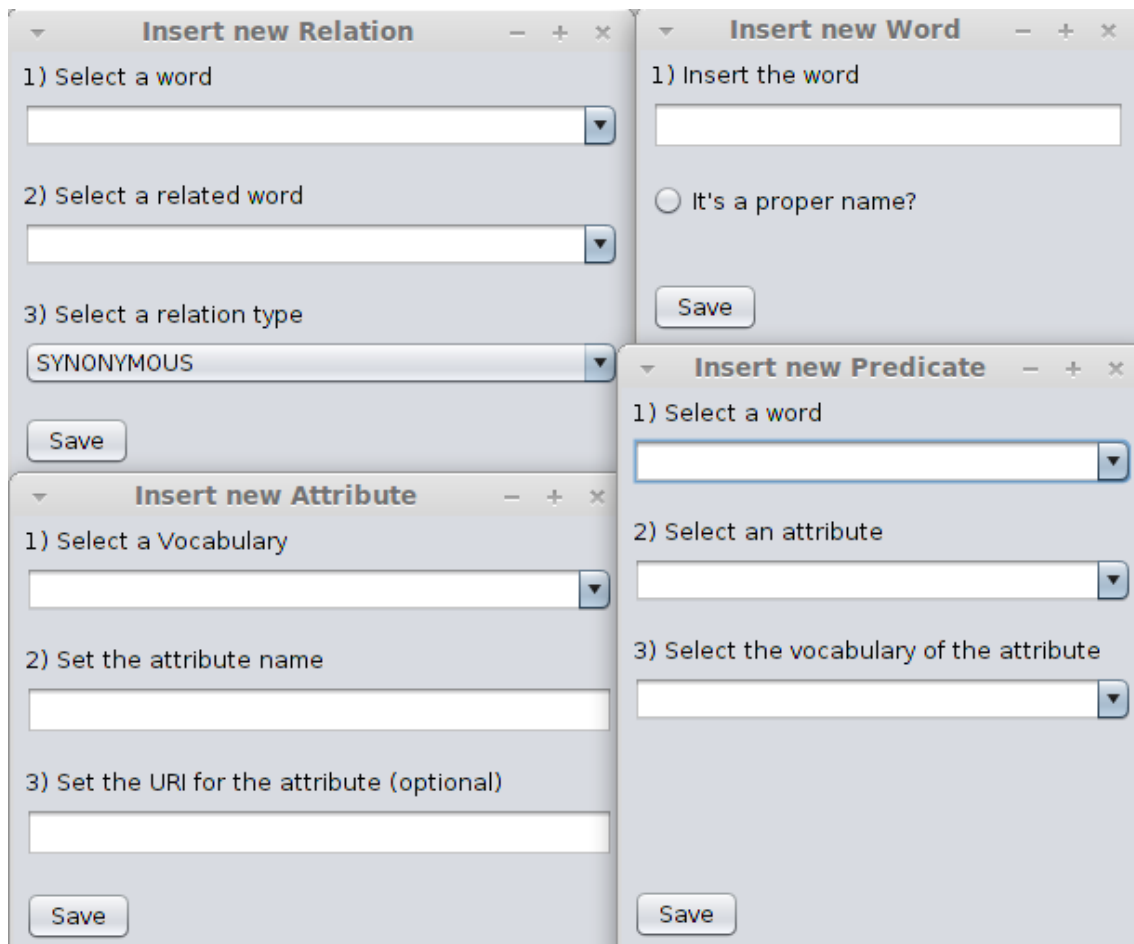 Insert new Relation
1) Select a word
2) Select a related word
3) Select a relation type
SYNONYMOUS
Save
Insert new Word
1) Insert the word
It's a proper name?
Save
Insert new Attribute
1) Select a Vocabulary
2) Set the attribute name
3) Set the URI for the attribute (optional)
Save
Insert new Predicate
1) Select a word
2) Select an attribute
3) Select the vocabulary of the attribute
Save